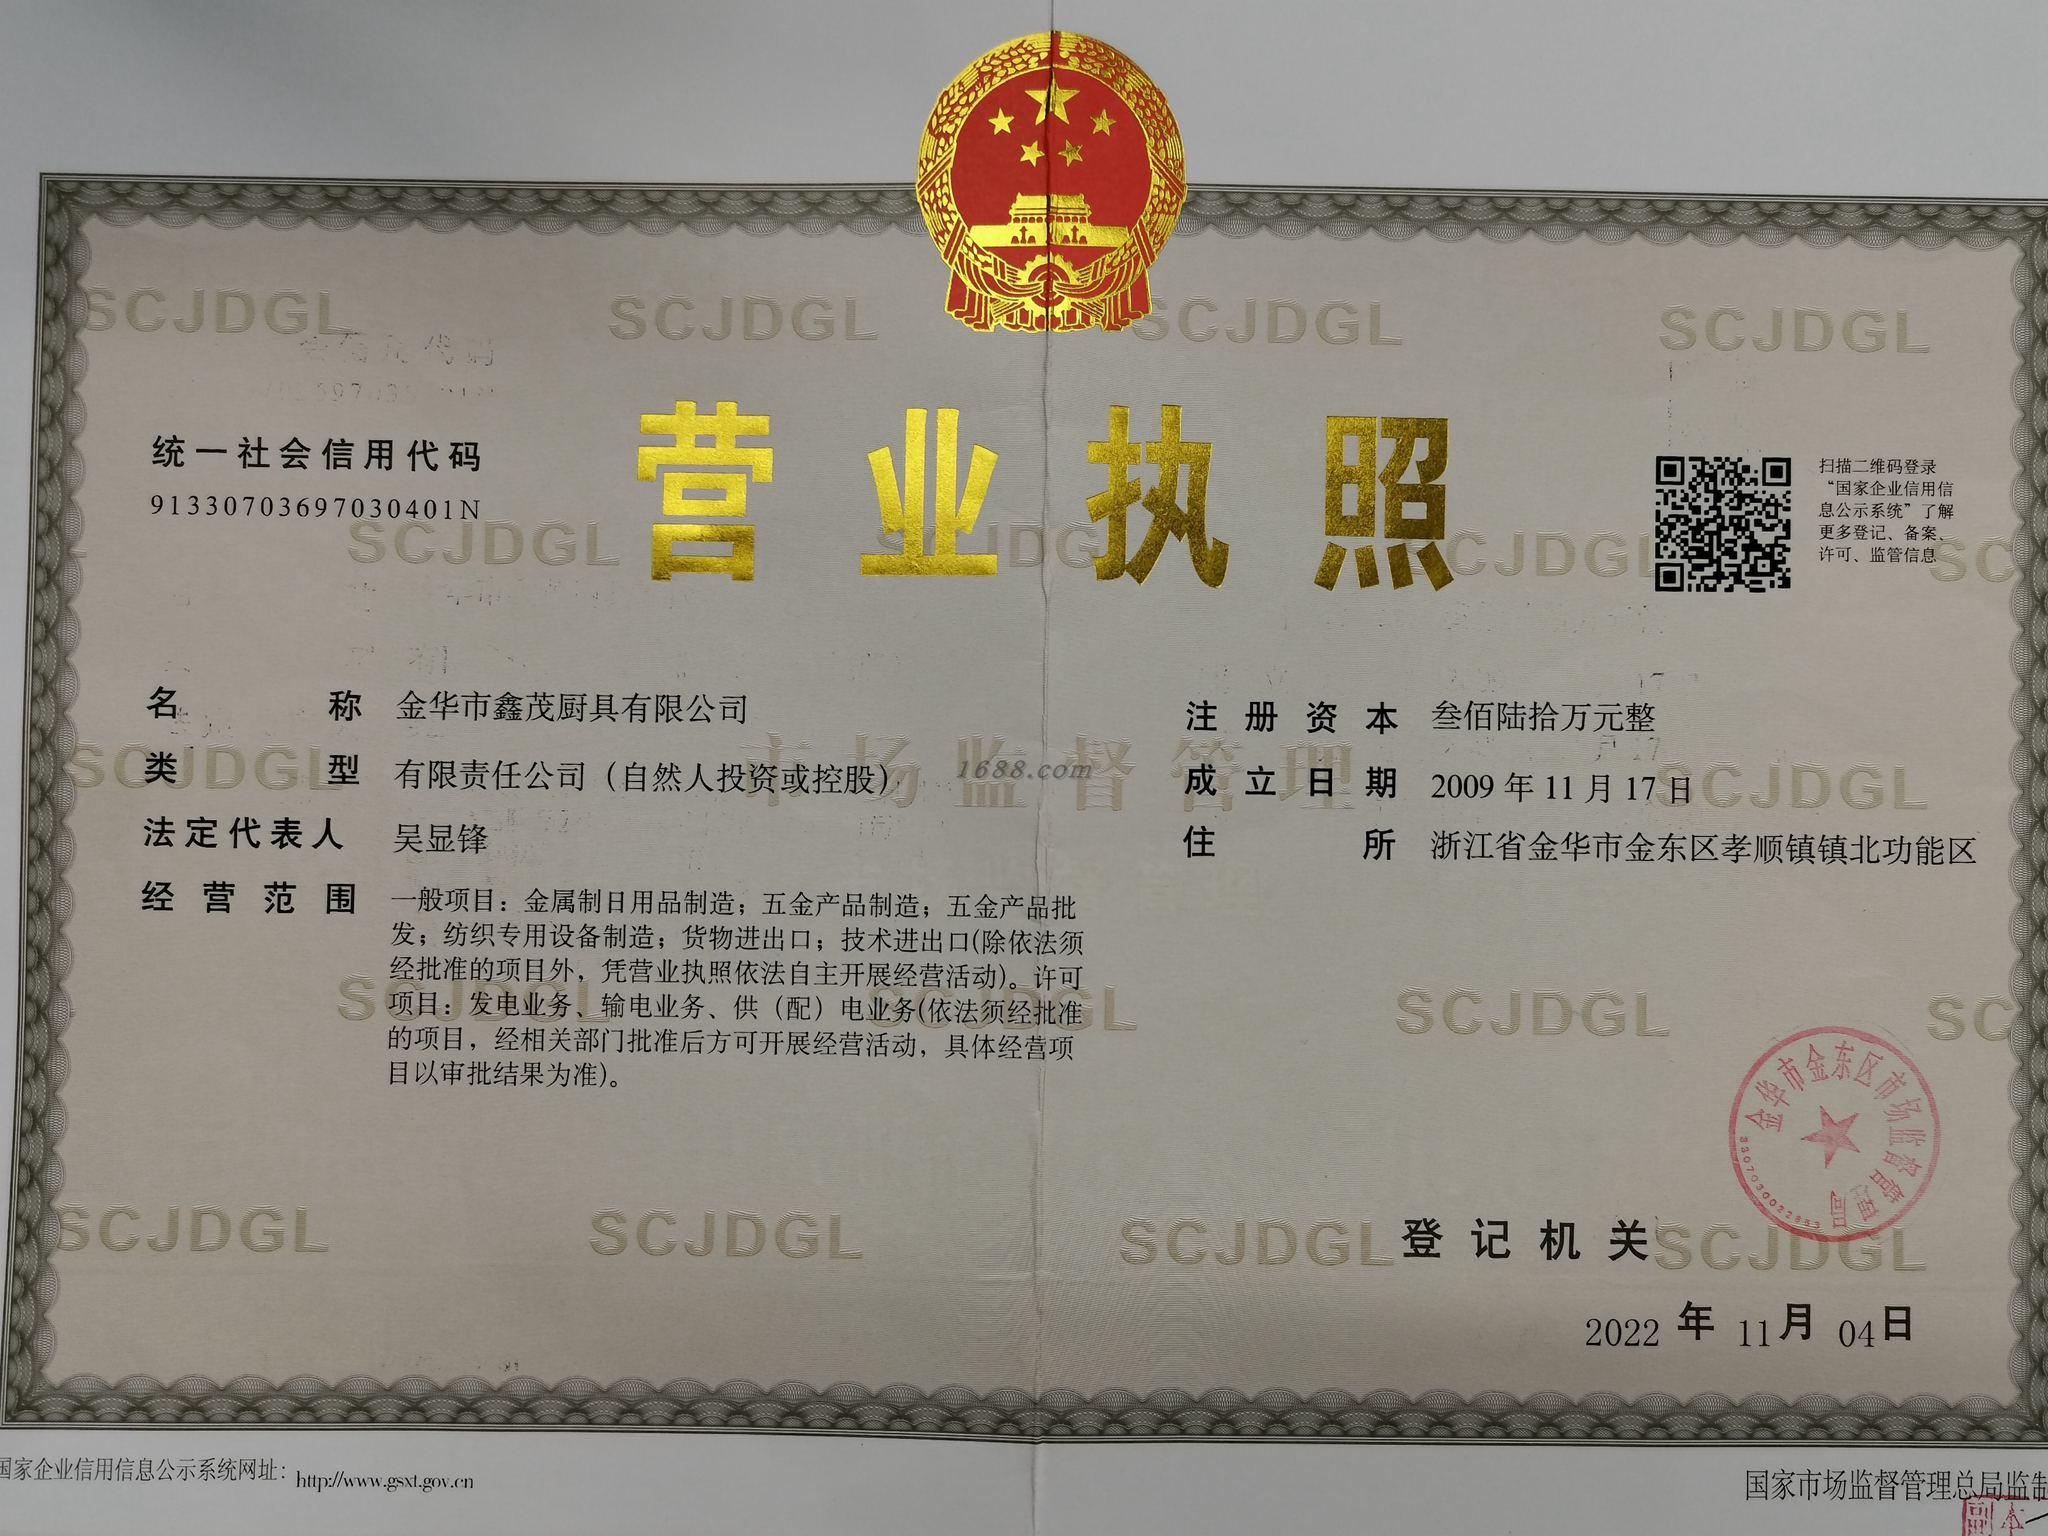 SCJDGL SCJDGL SCJDGL SCJDGL
营业执照
统一社会信用代码
91330703697030401N
扫描二维码登录
“国家企业信用信
息公示系统”了解
更多登记、备案、
许可、监管信息
SCJDGL
名称 金华市鑫茂厨具有限公司
类型 有限责任公司（自然人投资或控股）
法定代表人 吴显锋
经营范围 一般项目：金属制日用品制造；五金产品制造；五金产品批
发；纺织专用设备制造；货物进出口；技术进出口(除依法须
经批准的项目外，凭营业执照依法自主开展经营活动)。许可
项目：发电业务、输电业务、供（配）电业务(依法须经批准
的项目，经相关部门批准后方可开展经营活动，具体经营项
目以审批结果为准)。
注册资本 叁佰陆拾万元整
成立日期 2009 年 11 月 17 日
住所 浙江省金华市金东区孝顺镇镇北功能区
市场监督管理
1688.com
SCJDGL SCJDGL
SCJDGL SCJDGL SCJDGL
金华市金东区市场监督管理局
登记机关
SCJDGL SCJDGL SCJDGL SCJDGL
2022 年 11 月 04 日
国家企业信用信息公示系统网址：http://www.gsxt.gov.cn
国家市场监督管理总局监制
副本